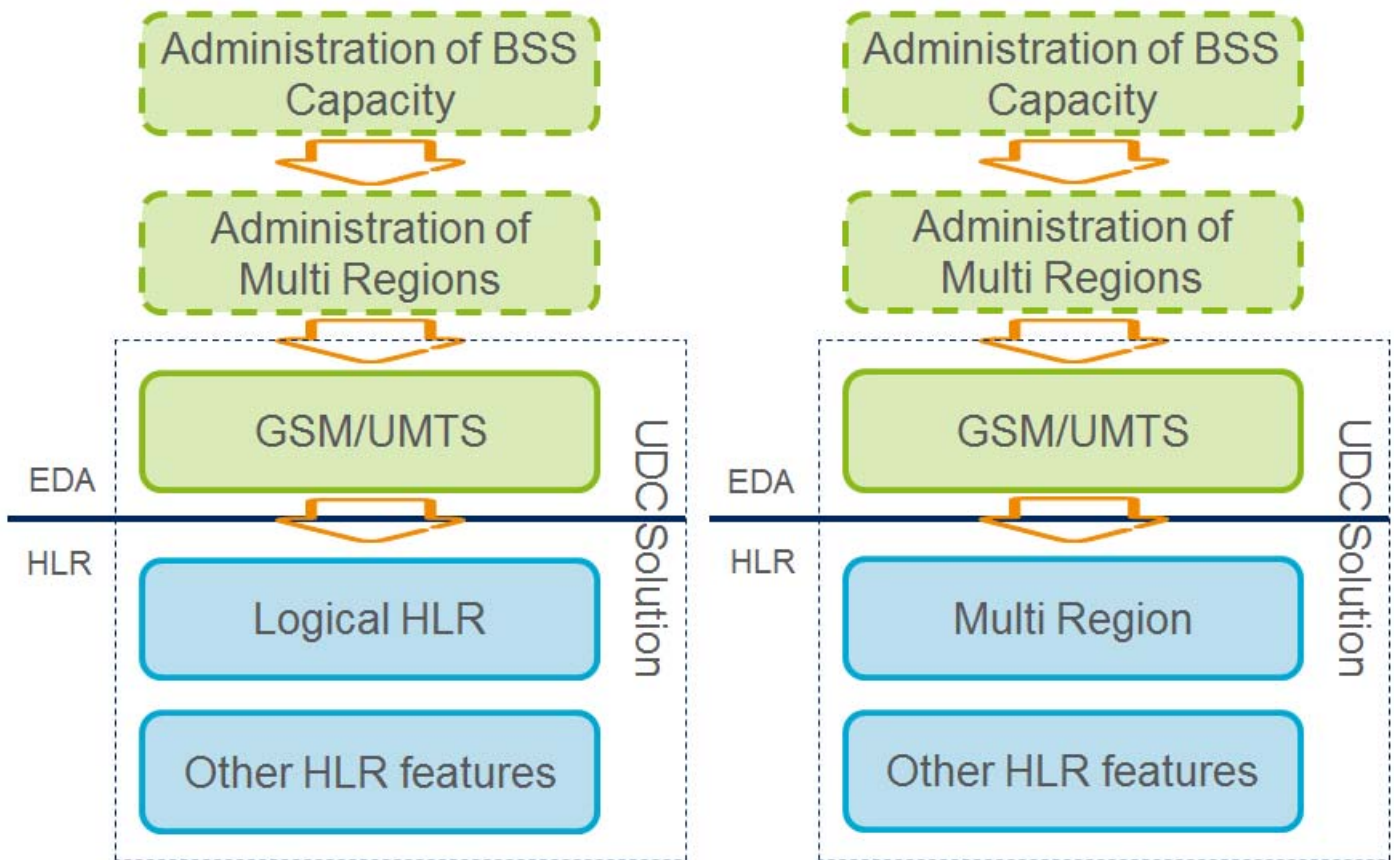 Administration of BSS
Capacity
Administration of
Multi Regions
GSM/UMTS
EDA
HLR
Logical HLR
Other HLR features
UDC Solution
Administration of BSS
Capacity
Administration of
Multi Regions
GSM/UMTS
EDA
HLR
Multi Region
Other HLR features
UDC Solution